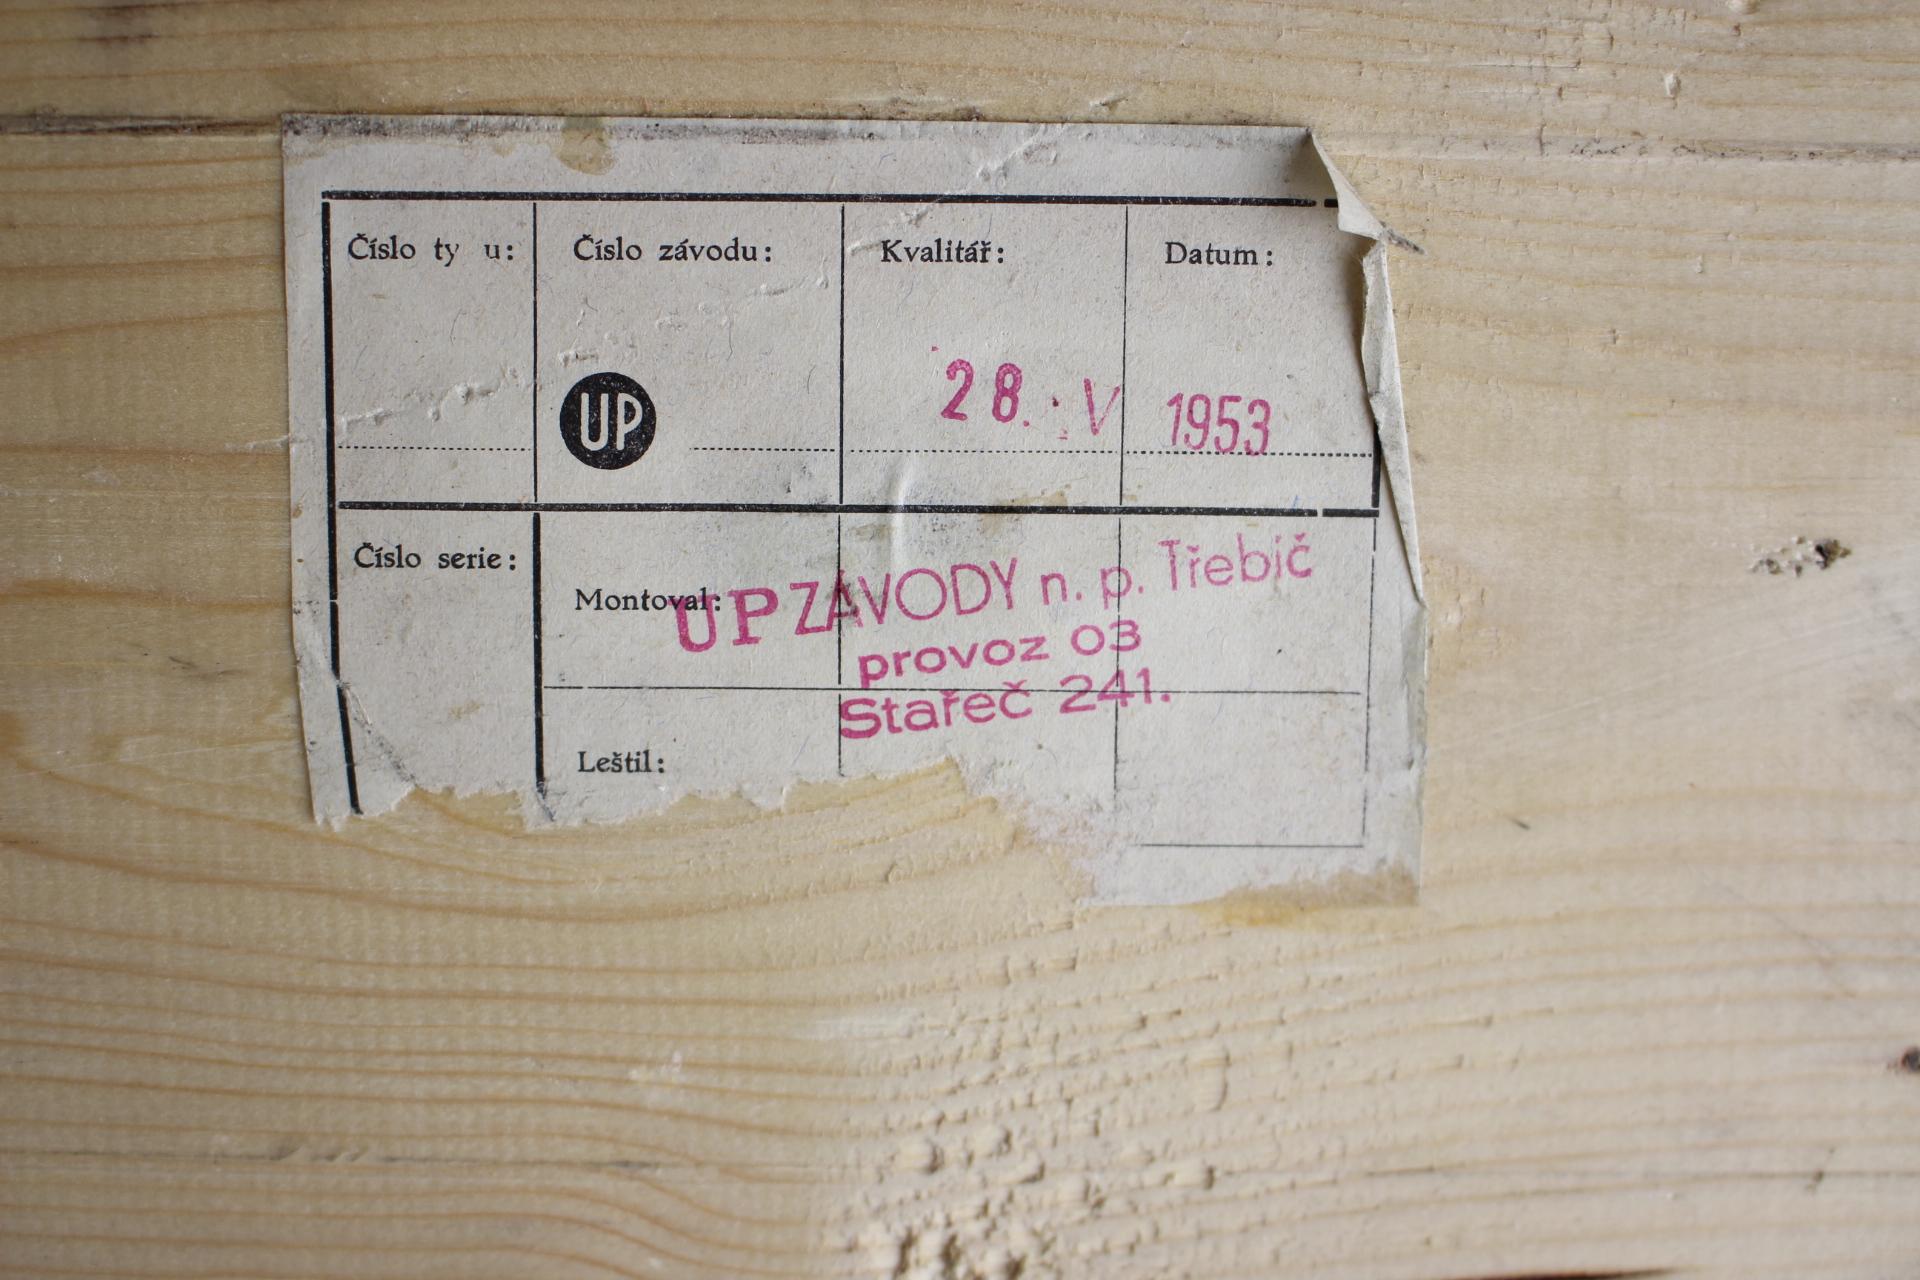 Číslo ty u: Číslo závodu: Kvalitář: Datum:
UP 28. V 1953
Číslo serie:
Montoval:
UP ZÁVODY n. p. Třebič
provoz 03
Stařeč 241.
Leštil: